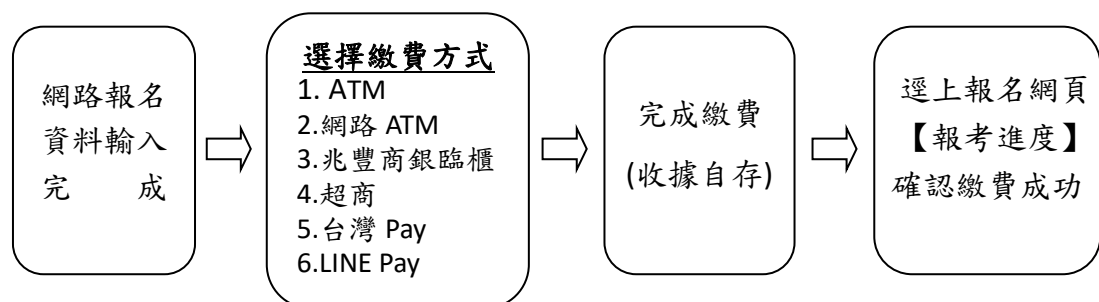 網路報名
資料輸入
完 成
選擇繳費方式
1. ATM
2.網路 ATM
3.兆豐商銀臨櫃
4.超商
5.台灣 Pay
6.LINE Pay
完成繳費
(收據自存)
逕上報名網頁
【報考進度】
確認繳費成功